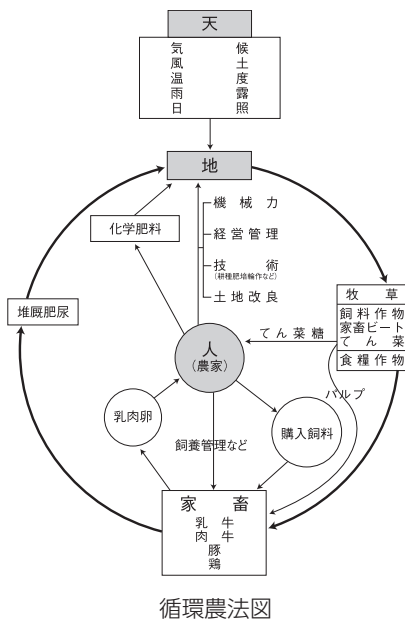 天
気　候
風　土
温　度
雨　露
日　照
地
機　械　力
化学肥料
経営管理
技　術
(耕種肥培輪作など)
土地改良
牧　草
堆厩肥尿
飼料作物
家畜ビート
てん菜
食糧作物
てん菜糖
人
(農家)
パルプ
乳肉卵
購入飼料
飼養管理など
家　畜
乳　牛
肉　牛
豚
鶏
循環農法図